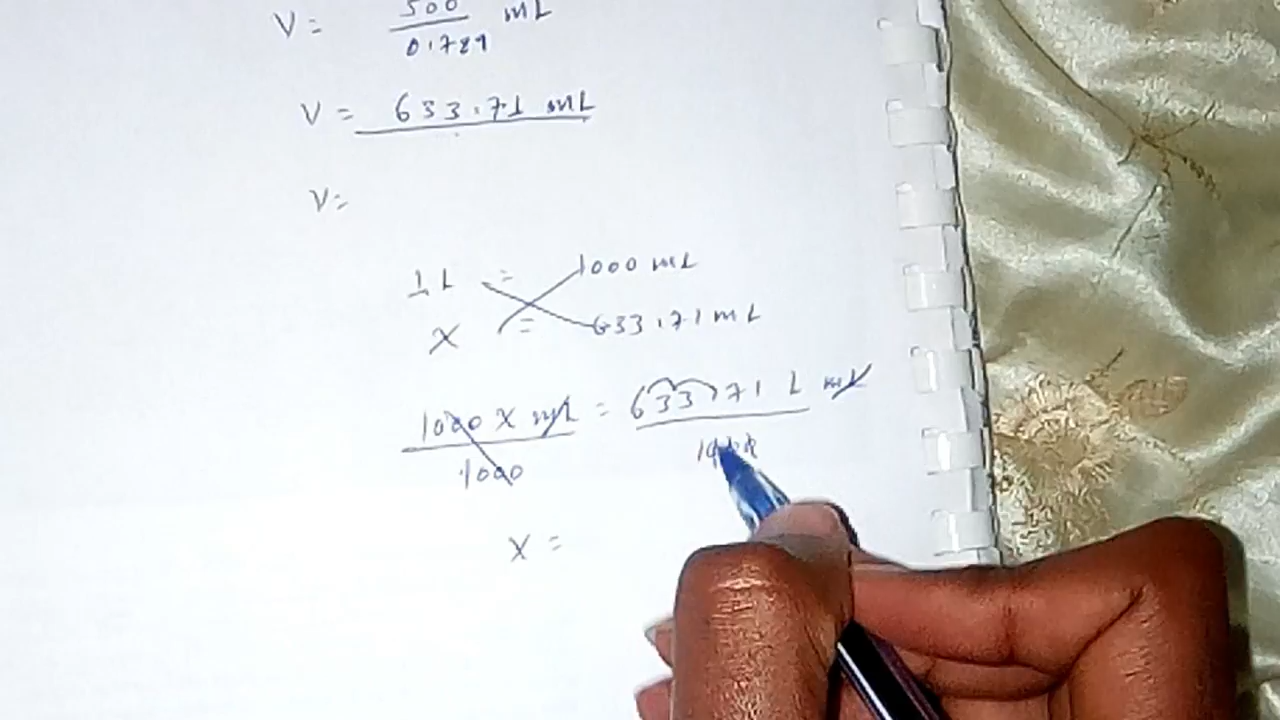 V = 500 mL
0.789
V = 633.71 mL
V =
1 L = 1000 mL
X = 633.71 mL
1000 X mL = 633.71 L mL
1000 1000
X =